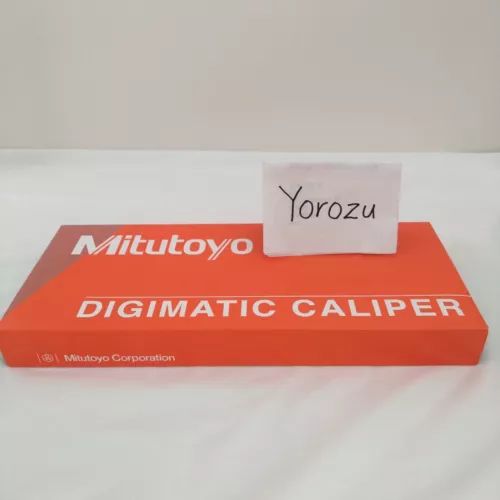 Yorozu
Mitutoyo
DIGIMATIC CALIPER
Mitutoyo Corporation